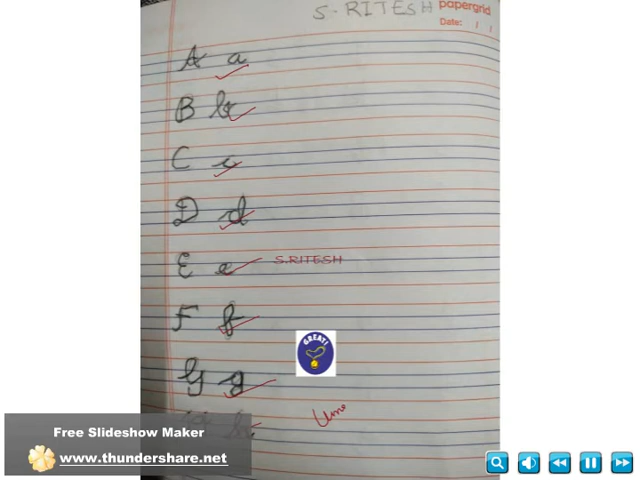 S. RITESH papergrid
Date: / /
A a
B b
C c
D d
E e S.RITESH
F f
GREAT!
G g
h
Free Slideshow Maker
www.thundershare.net